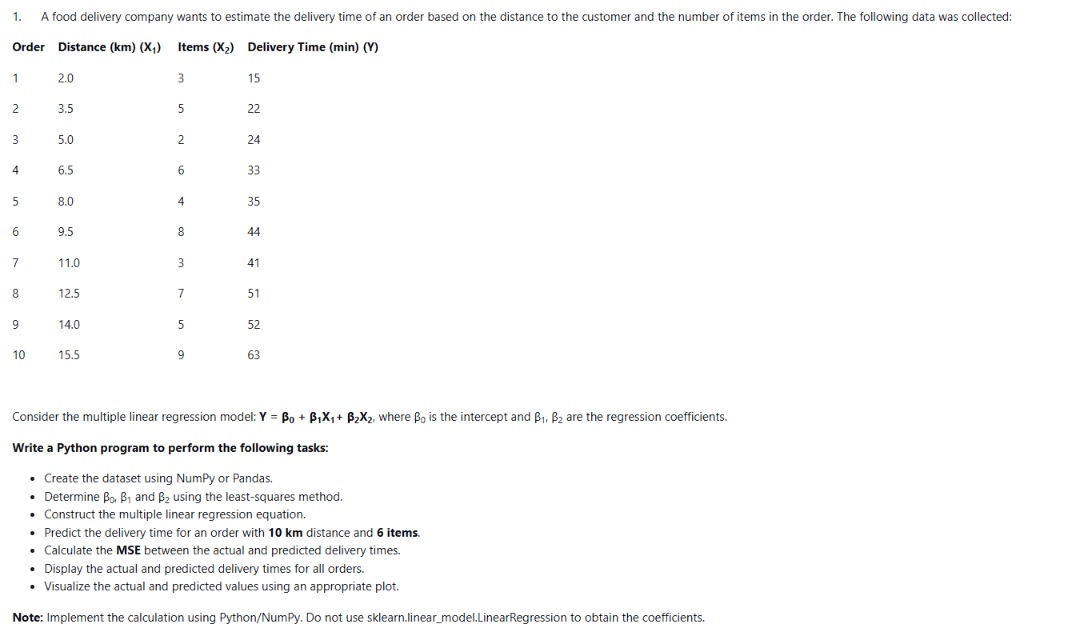 1. A food delivery company wants to estimate the delivery time of an order based on the distance to the customer and the number of items in the order. The following data was collected:
Order Distance (km) (X₁) Items (X₂) Delivery Time (min) (Y)
1 2.0 3 15
2 3.5 5 22
3 5.0 2 24
4 6.5 6 33
5 8.0 4 35
6 9.5 8 44
7 11.0 3 41
8 12.5 7 51
9 14.0 5 52
10 15.5 9 63
Consider the multiple linear regression model: Y = β₀ + β₁X₁+ β₂X₂, where β₀ is the intercept and β₁, β₂ are the regression coefficients.
Write a Python program to perform the following tasks:
• Create the dataset using NumPy or Pandas.
• Determine β₀, β₁ and β₂ using the least-squares method.
• Construct the multiple linear regression equation.
• Predict the delivery time for an order with 10 km distance and 6 items.
• Calculate the MSE between the actual and predicted delivery times.
• Display the actual and predicted delivery times for all orders.
• Visualize the actual and predicted values using an appropriate plot.
Note: Implement the calculation using Python/NumPy. Do not use sklearn.linear_model.LinearRegression to obtain the coefficients.